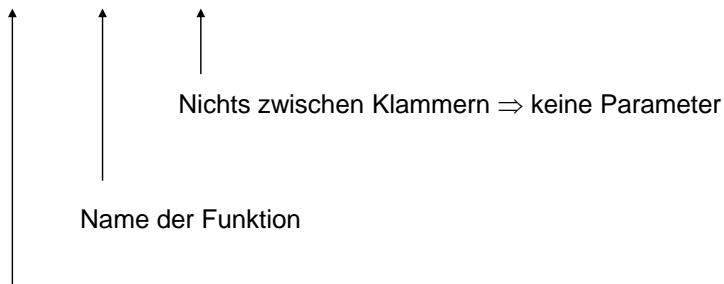 Nichts zwischen Klammern ⇒ keine Parameter
Name der Funktion